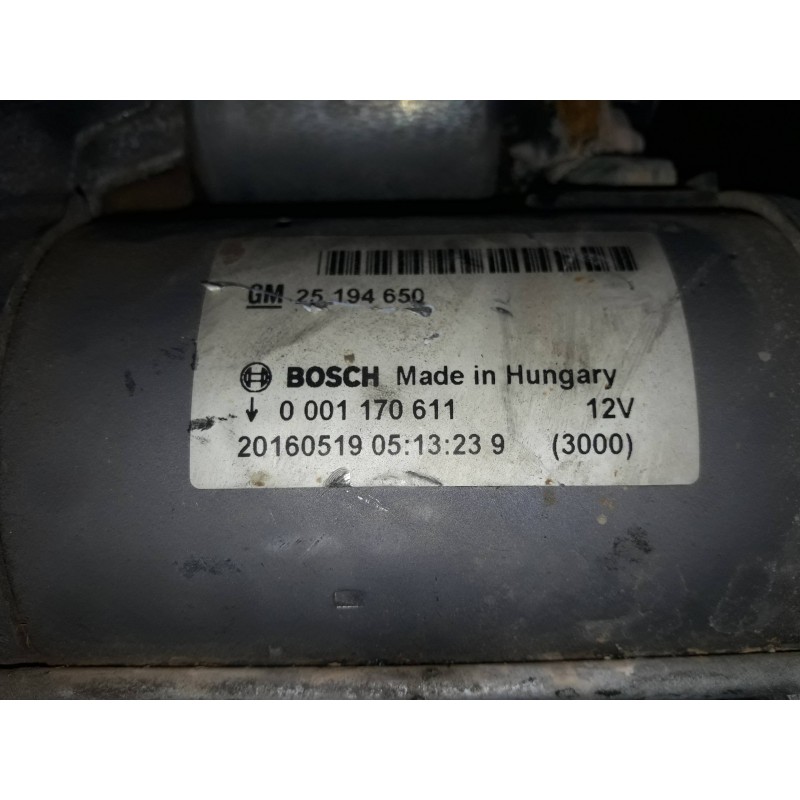 GM 25 194 650
BOSCH Made in Hungary
↓ 0 001 170 611 12V
20160519 05:13:23 9 (3000)